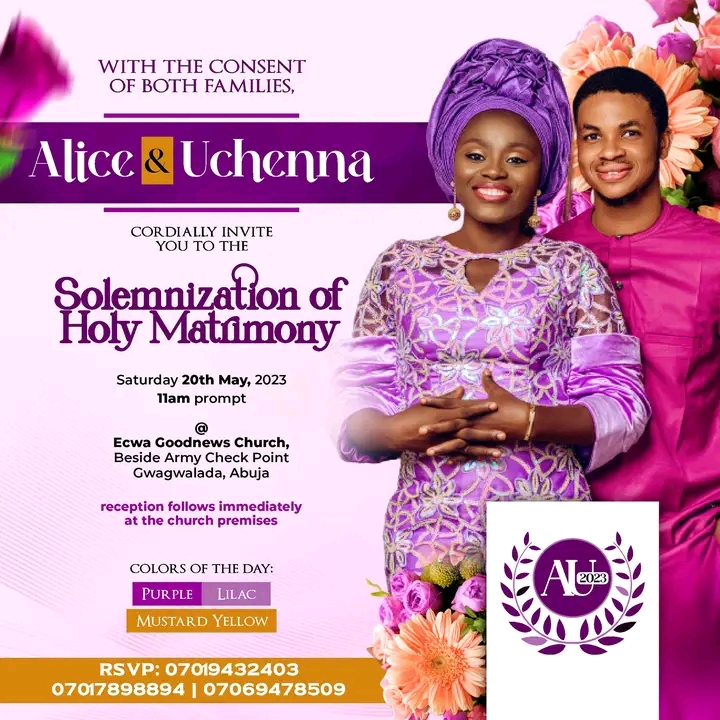 WITH THE CONSENT
OF BOTH FAMILIES,
Alice & Uchenna
CORDIALLY INVITE
YOU TO THE
Solemnization of
Holy Matrimony
Saturday 20th May, 2023
11am prompt
@
Ecwa Goodnews Church,
Beside Army Check Point
Gwagwalada, Abuja
reception follows immediately
at the church premises
COLORS OF THE DAY:
PURPLE LILAC
MUSTARD YELLOW
RSVP: 07019432403
07017898894 | 07069478509
AU 2023